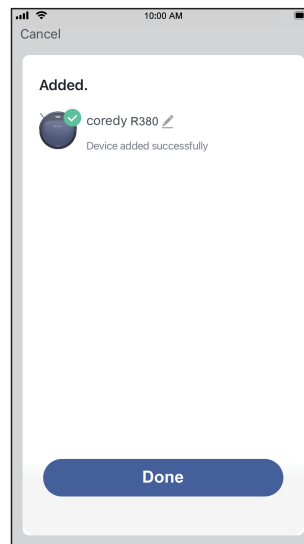 10:00 AM
Cancel
Added.
coredy R380
Device added successfully
Done